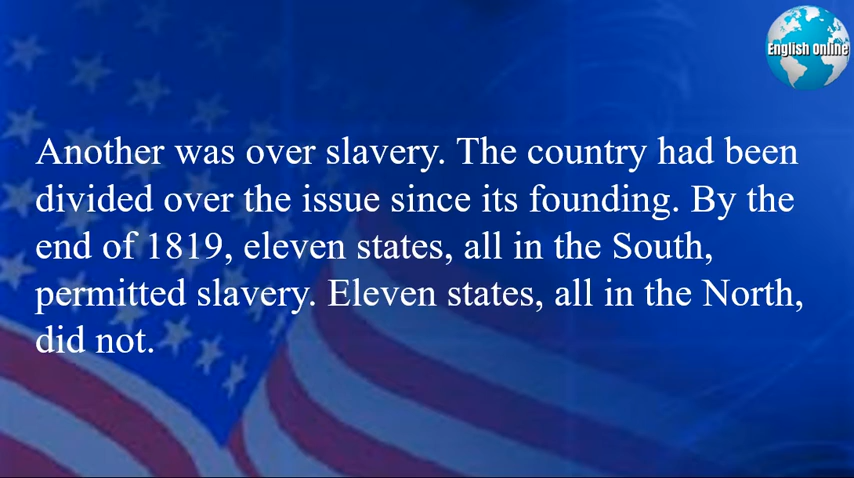 English Online
Another was over slavery. The country had been
divided over the issue since its founding. By the
end of 1819, eleven states, all in the South,
permitted slavery. Eleven states, all in the North,
did not.